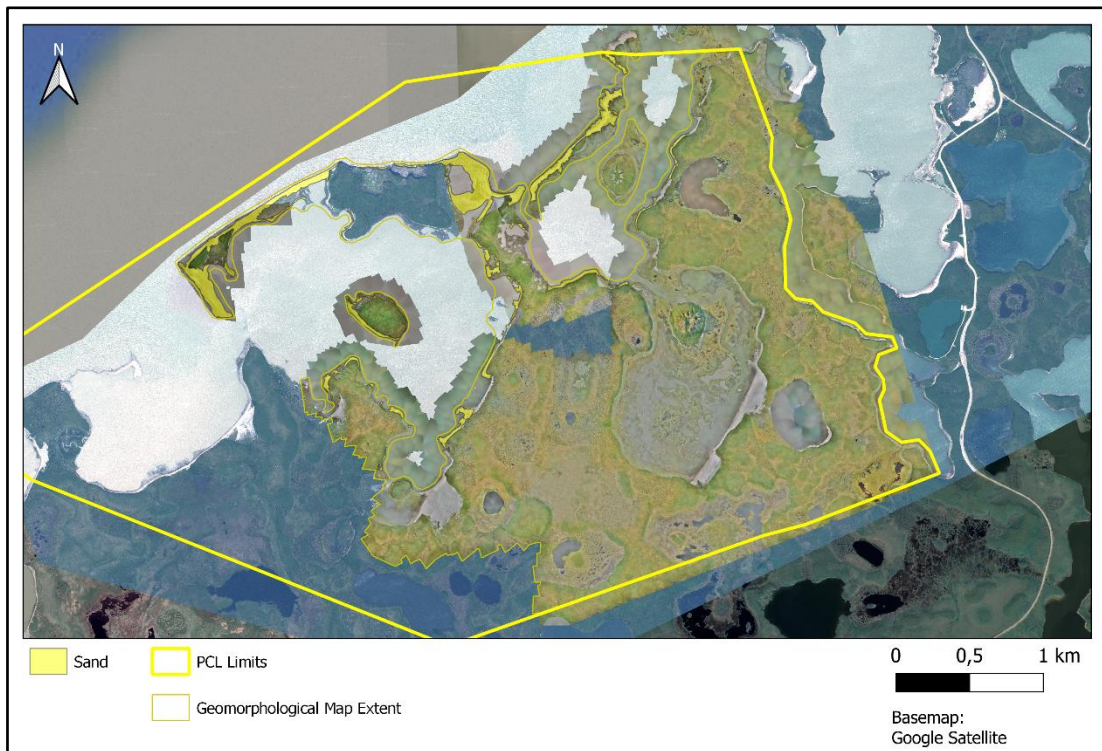 N
Sand
PCL Limits
Geomorphological Map Extent
0 0,5 1 km
Basemap:
Google Satellite